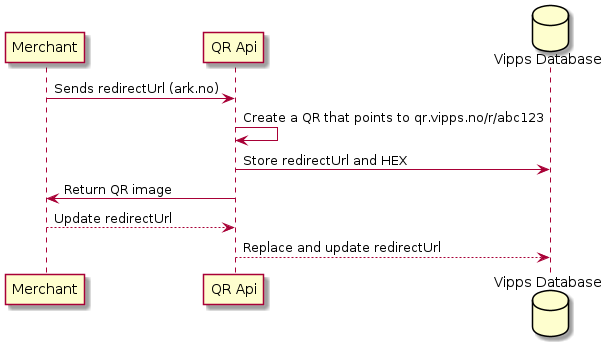 Merchant
QR Api
Vipps Database
Sends redirectUrl (ark.no)
Create a QR that points to qr.vipps.no/r/abc123
Store redirectUrl and HEX
Return QR image
Update redirectUrl
Replace and update redirectUrl
Merchant
QR Api
Vipps Database